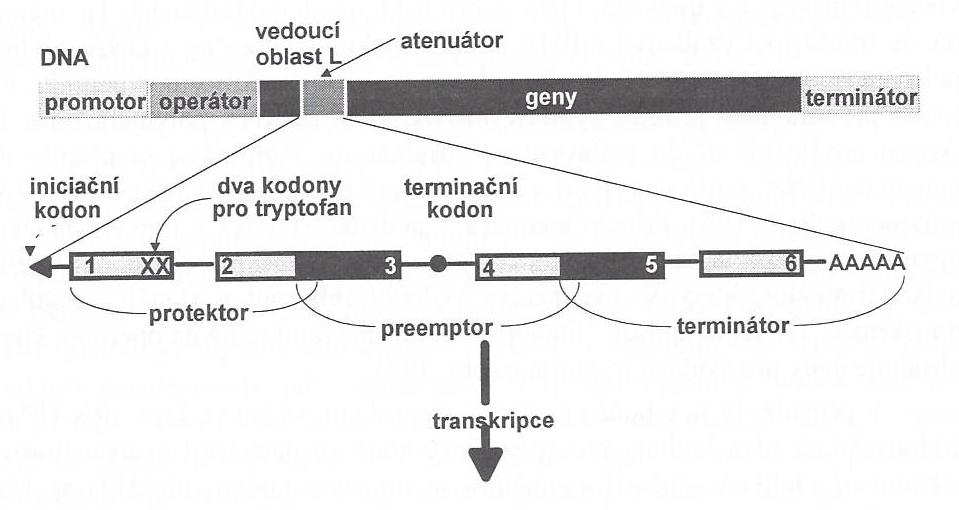 DNA
vedoucí
oblast L
atenuátor
promotor
operátor
geny
terminátor
iniciační
kodon
dva kodony
pro tryptofan
terminační
kodon
1
XX
2
3
4
5
6
AAAAA
protektor
preemptor
terminátor
transkripce